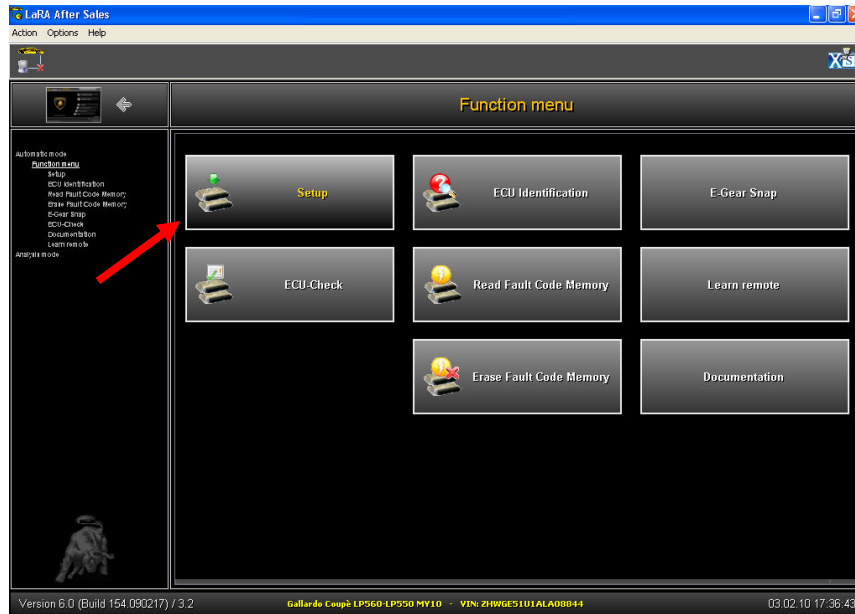 LaRA After Sales
Action Options Help
Function menu
Automatic mode
Function menu
Setup
ECU Identification
Read Fault Code Memory
Erase Fault Code Memory
E-Gear Snap
ECU-Check
Documentation
Learn remote
Analysis mode
Setup
ECU Identification
E-Gear Snap
ECU-Check
Read Fault Code Memory
Learn remote
Erase Fault Code Memory
Documentation
Version 6.0 (Build 154.090217) / 3.2
Gallardo Coupè LP560-LP550 MY10 - VIN: ZHWGE51U1ALA08844
03.02.10 17:36:43